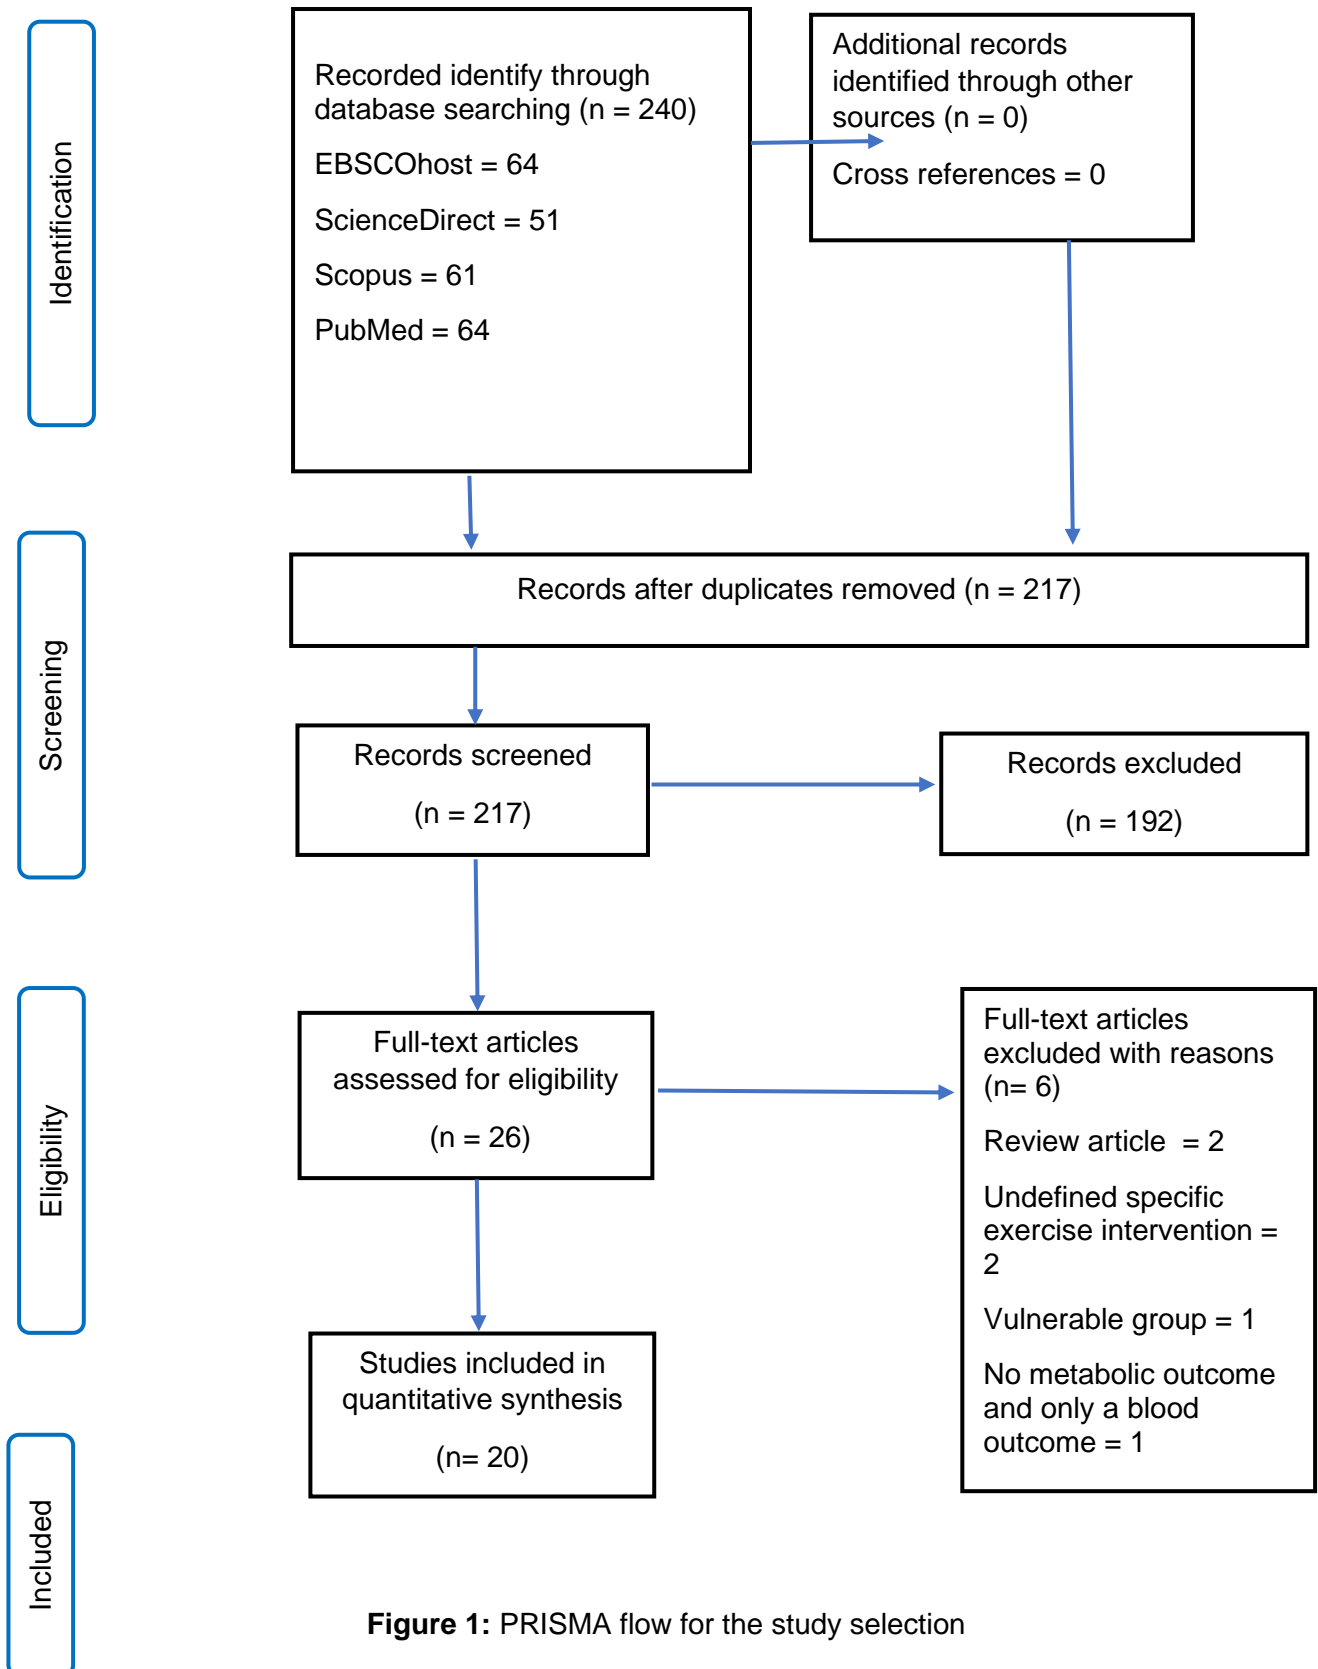 Identification
Recorded identify through
database searching (n = 240)
EBSCOhost = 64
ScienceDirect = 51
Scopus = 61
PubMed = 64
Additional records
identified through other
sources (n = 0)
Cross references = 0
Screening
Records after duplicates removed (n = 217)
Records screened
(n = 217)
Records excluded
(n = 192)
Eligibility
Full-text articles
assessed for eligibility
(n = 26)
Full-text articles
excluded with reasons
(n= 6)
Review article  = 2
Undefined specific
exercise intervention =
2
Vulnerable group = 1
No metabolic outcome
and only a blood
outcome = 1
Included
Studies included in
quantitative synthesis
(n= 20)
Figure 1: PRISMA flow for the study selection